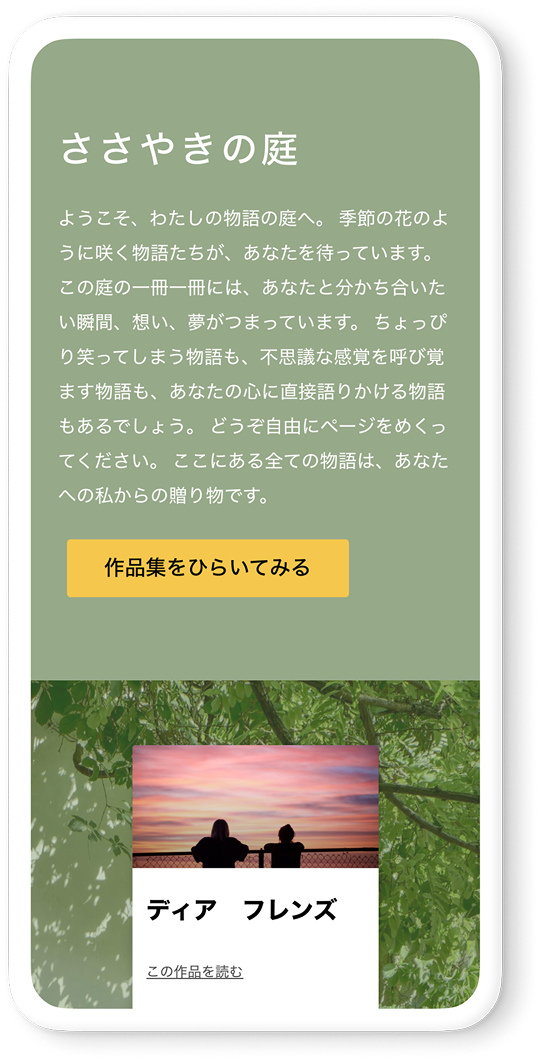 ささやきの庭
ようこそ、わたしの物語の庭へ。 季節の花のよ
うに咲く物語たちが、あなたを待っています。
この庭の一冊一冊には、あなたと分かち合いた
い瞬間、想い、夢がつまっています。 ちょっぴ
り笑ってしまう物語も、不思議な感覚を呼び覚
ます物語も、あなたの心に直接語りかける物語
もあるでしょう。 どうぞ自由にページをめくっ
てください。 ここにある全ての物語は、あなた
への私からの贈り物です。
作品集をひらいてみる
ディア　フレンズ
この作品を読む